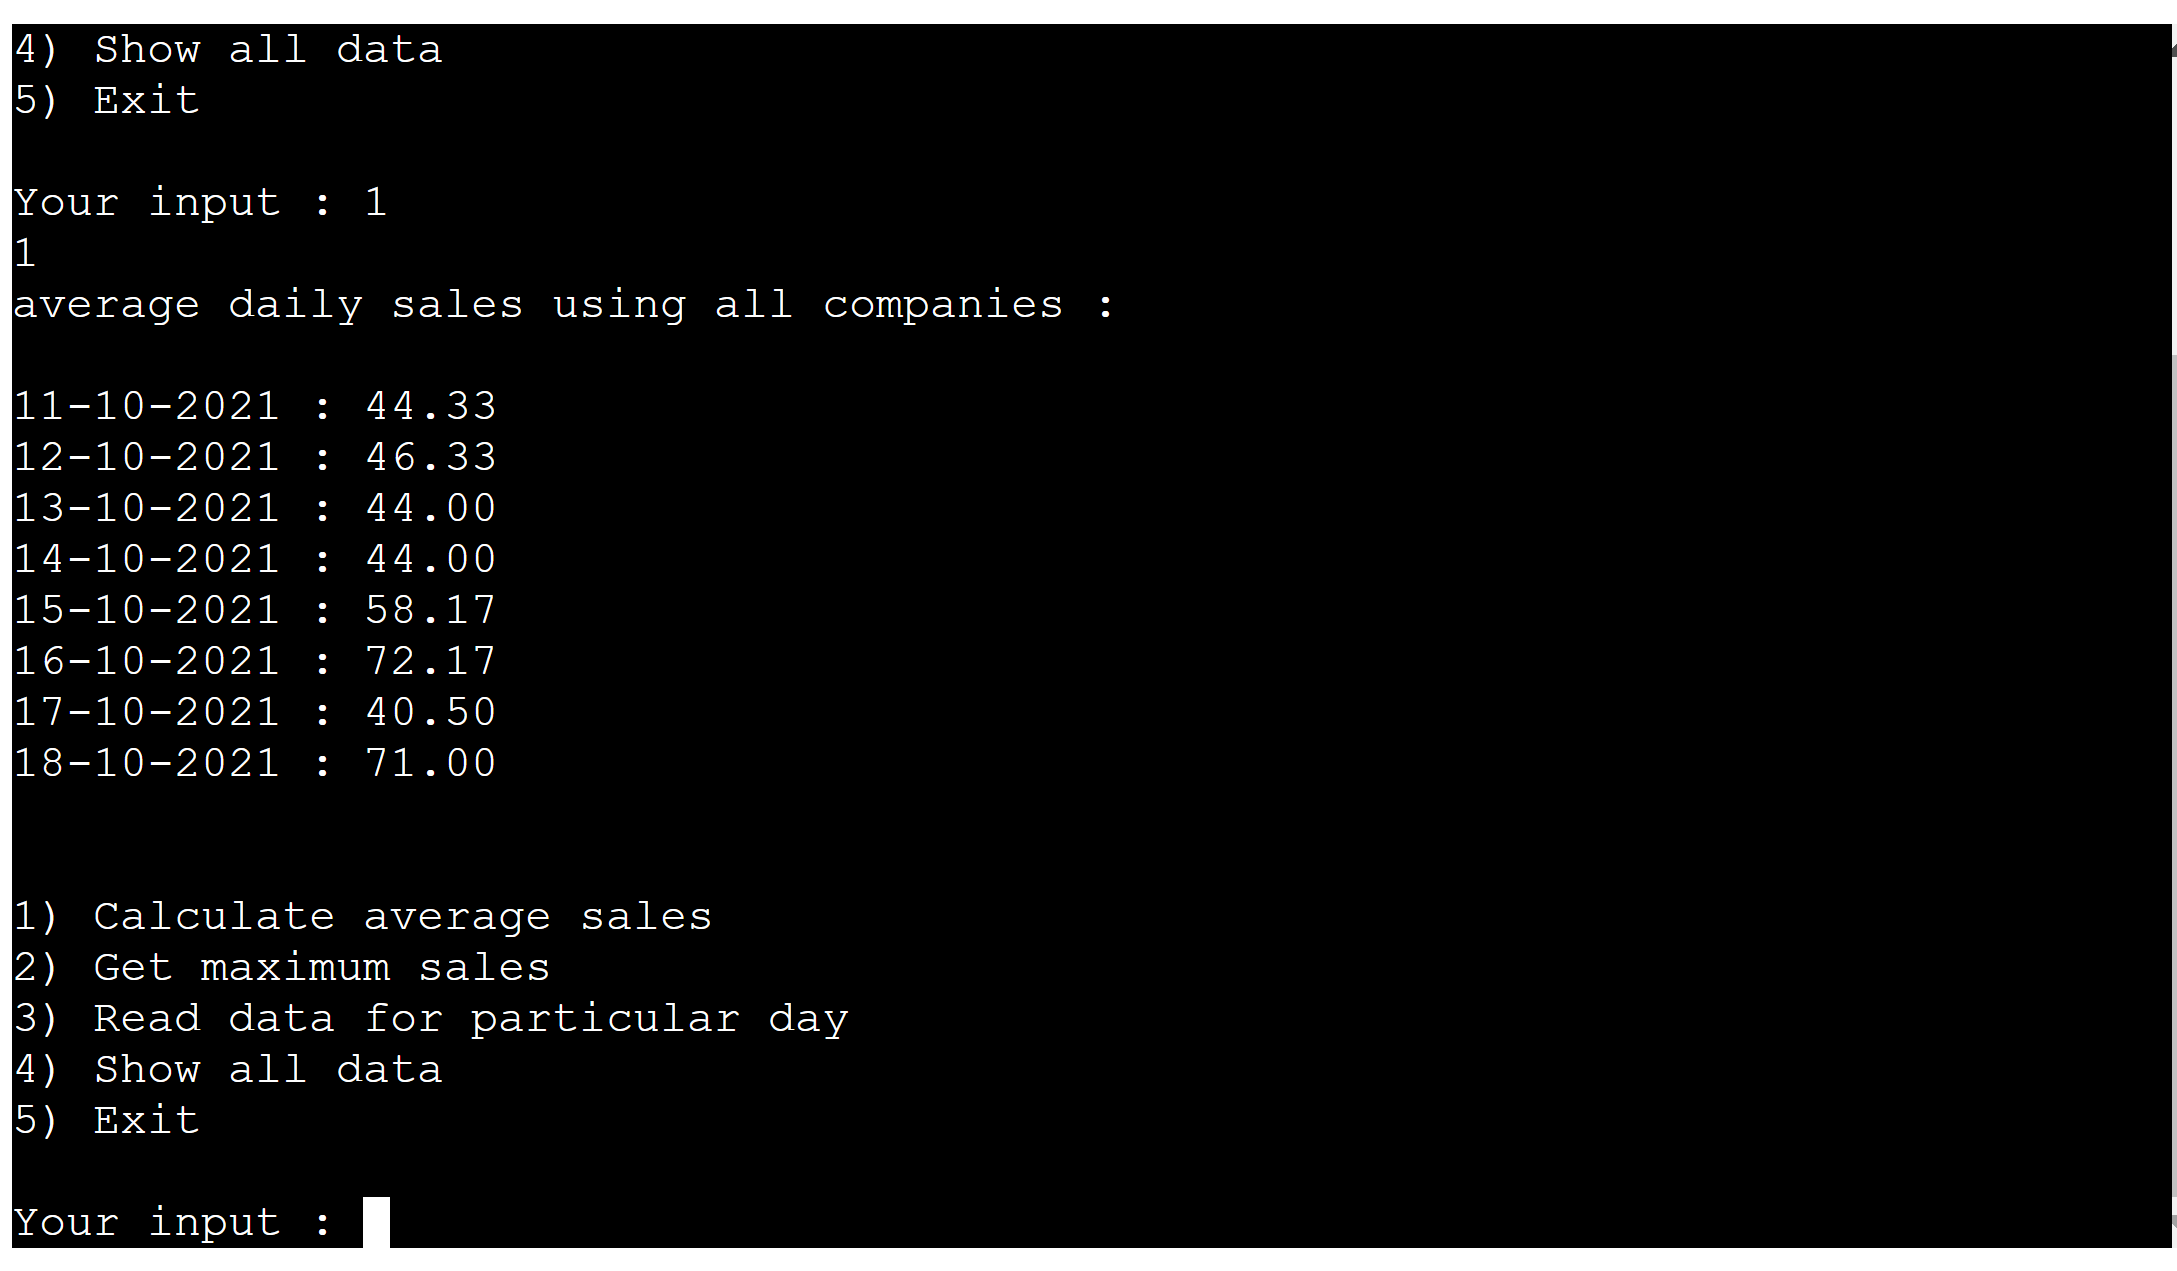 4) Show all data
5) Exit
Your input : 1
1
average daily sales using all companies :
11-10-2021 : 44.33
12-10-2021 : 46.33
13-10-2021 : 44.00
14-10-2021 : 44.00
15-10-2021 : 58.17
16-10-2021 : 72.17
17-10-2021 : 40.50
18-10-2021 : 71.00
1) Calculate average sales
2) Get maximum sales
3) Read data for particular day
4) Show all data
5) Exit
Your input :